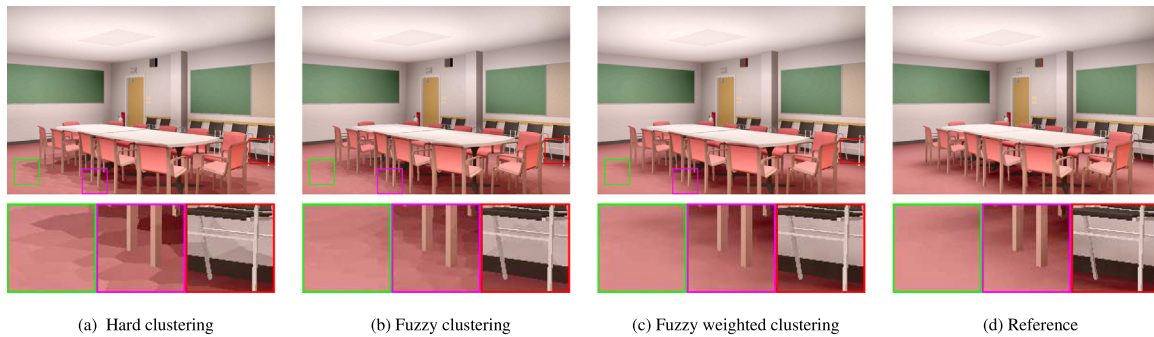 (a) Hard clustering
(b) Fuzzy clustering
(c) Fuzzy weighted clustering
(d) Reference